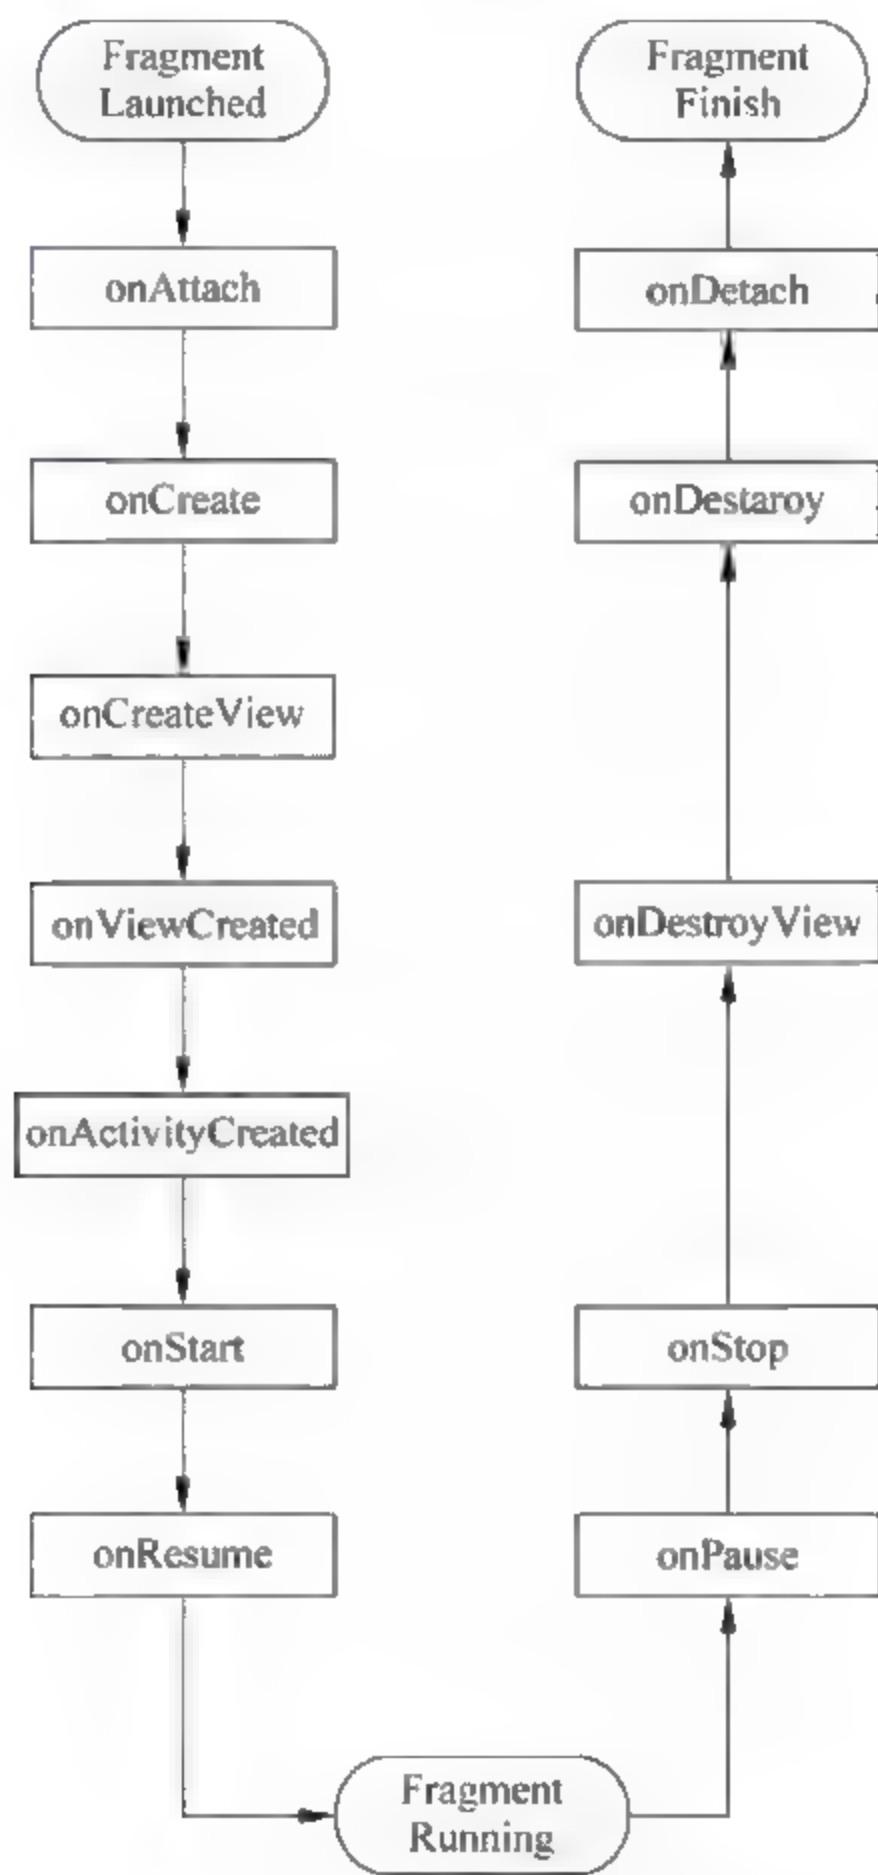 Fragment
Launched
onAttach
onCreate
onCreateView
onViewCreated
onActivityCreated
onStart
onResume
Fragment
Running
onPause
onStop
onDestroyView
onDestaroy
onDetach
Fragment
Finish